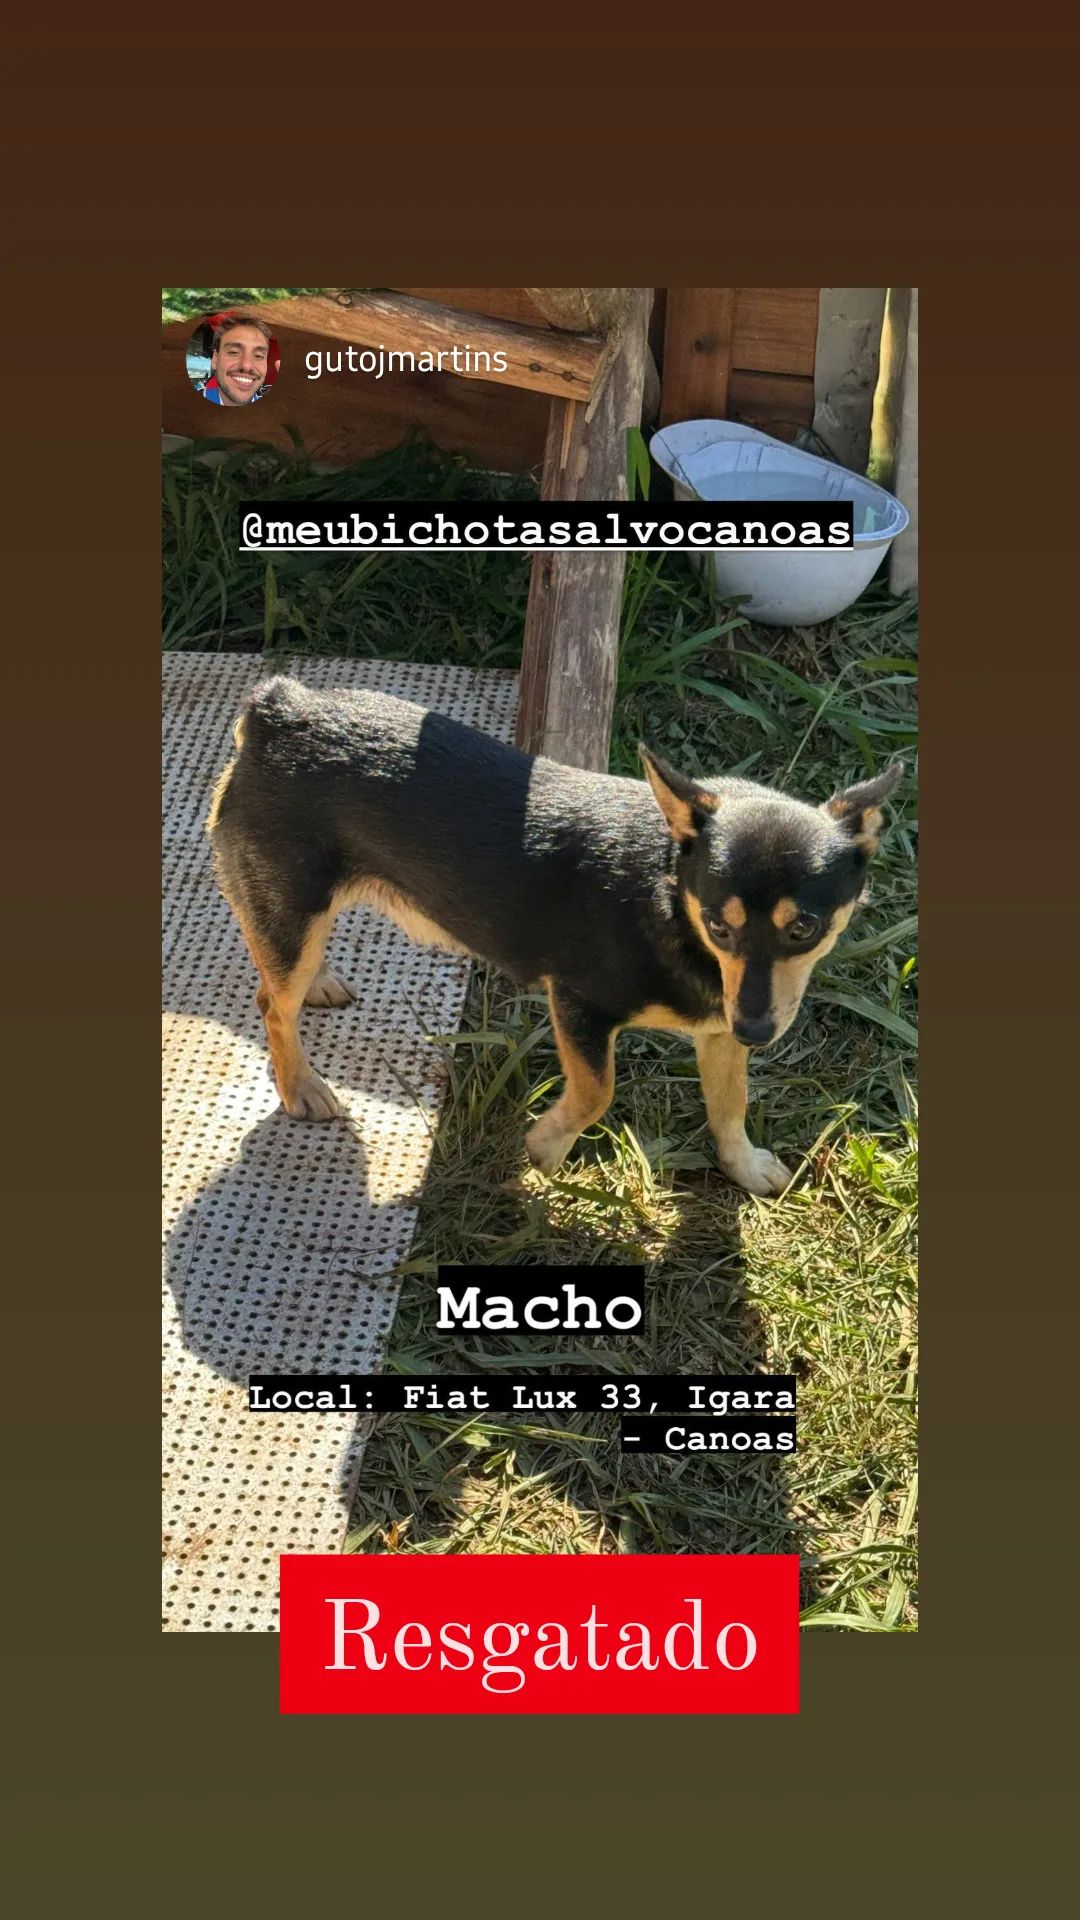 gutojmartins
@meubichotasalvocanoas
Macho
Local: Fiat Lux 33, Igara
- Canoas
Resgatado